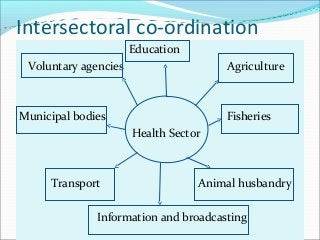 Intersectoral co-ordination
Education
Voluntary agencies
Agriculture
Municipal bodies
Fisheries
Health Sector
Transport
Animal husbandry
Information and broadcasting